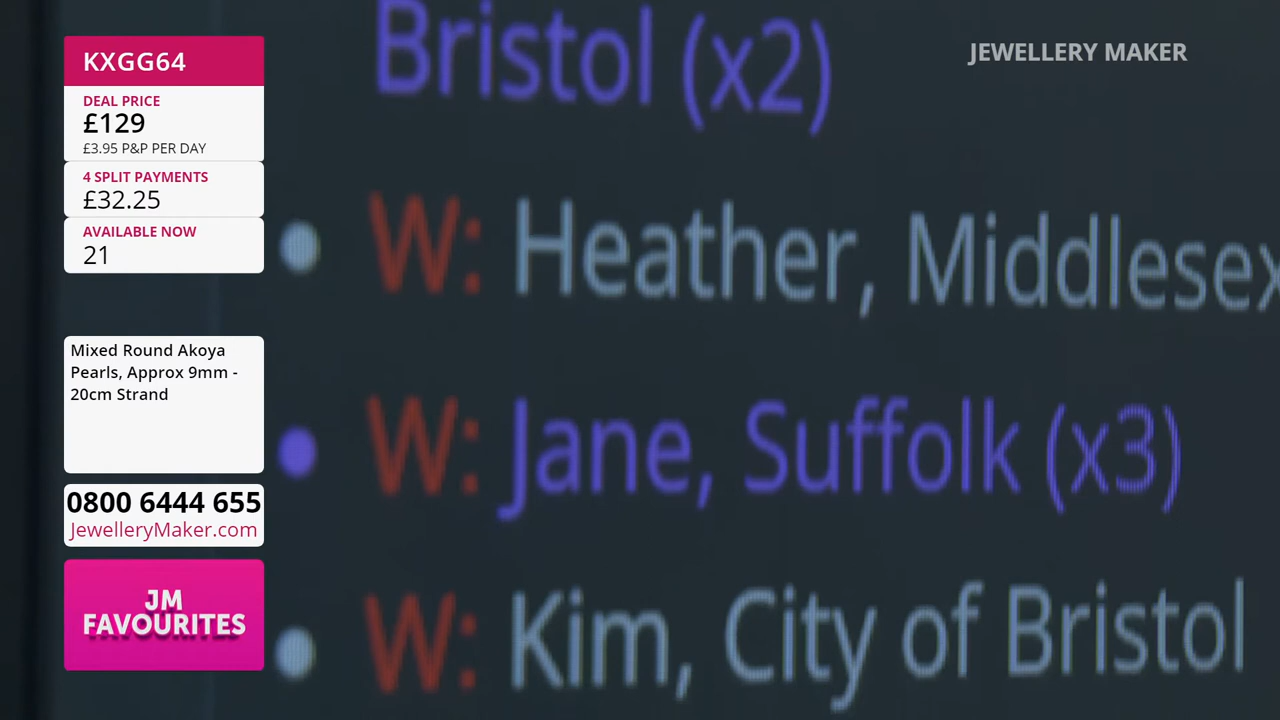 KXGG64
DEAL PRICE
£129
£3.95 P&P PER DAY
4 SPLIT PAYMENTS
£32.25
AVAILABLE NOW
21
Mixed Round Akoya
Pearls, Approx 9mm -
20cm Strand
0800 6444 655
JewelleryMaker.com
JM
FAVOURITES
JEWELLERY MAKER
Bristol (x2)
W: Heather, Middlesex
W: Jane, Suffolk (x3)
W: Kim, City of Bristol